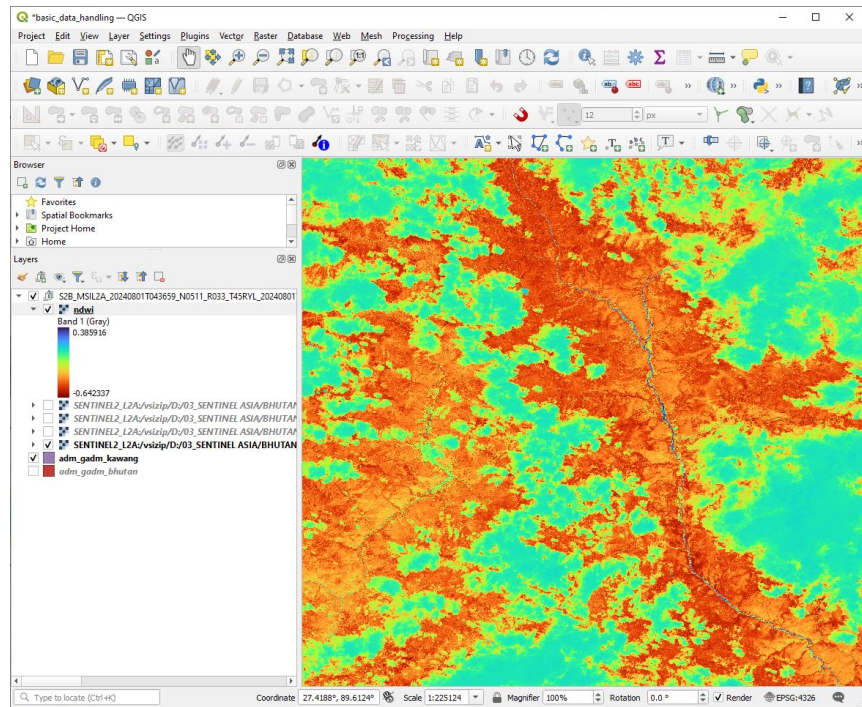 *basic_data_handling — QGIS
Project Edit View Layer Settings Plugins Vector Raster Database Web Mesh Processing Help
12
px
Browser
Favorites
Spatial Bookmarks
Project Home
Home
Layers
S2B_MSIL2A_20240801T043659_N0511_R033_T45RYL_20240801
ndwi
Band 1 (Gray)
0.385916
-0.642337
SENTINEL2_L2A:/vsizip/D:/03_SENTINEL ASIA/BHUTAN
SENTINEL2_L2A:/vsizip/D:/03_SENTINEL ASIA/BHUTAN
SENTINEL2_L2A:/vsizip/D:/03_SENTINEL ASIA/BHUTAN
SENTINEL2_L2A:/vsizip/D:/03_SENTINEL ASIA/BHUTAN
adm_gadm_kawang
adm_gadm_bhutan
Type to locate (Ctrl+K) Coordinate 27.4188°, 89.6124° Scale 1:225124 Magnifier 100% Rotation 0.0 ° Render EPSG:4326